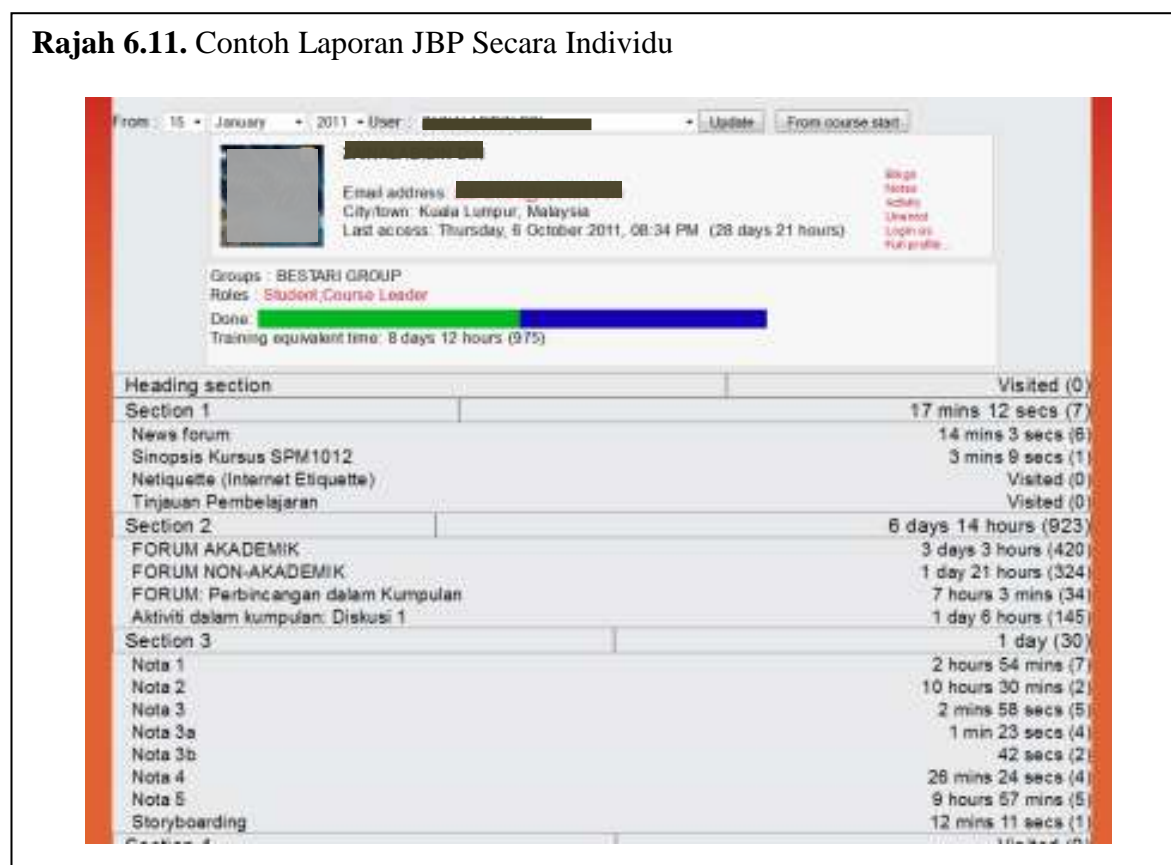 Rajah 6.11. Contoh Laporan JBP Secara Individu
From : 15 January 2011 User : Update From course start
Email address
City/town: Kuala Lumpur, Malaysia
Last access: Thursday, 6 October 2011, 08:34 PM (28 days 21 hours)
Blogs
Notes
Activity
Unenrol
Login as
Full profile...
Groups : BESTARI GROUP
Roles : Student,Course Leader
Done:
Training equivalent time: 8 days 12 hours (975)
Heading section Visited (0)
Section 1 17 mins 12 secs (7)
News forum 14 mins 3 secs (6)
Sinopsis Kursus SPM1012 3 mins 9 secs (1)
Netiquette (Internet Etiquette) Visited (0)
Tinjauan Pembelajaran Visited (0)
Section 2 6 days 14 hours (923)
FORUM AKADEMIK 3 days 3 hours (420)
FORUM NON-AKADEMIK 1 day 21 hours (324)
FORUM: Perbincangan dalam Kumpulan 7 hours 3 mins (34)
Aktiviti dalam kumpulan: Diskusi 1 1 day 6 hours (145)
Section 3 1 day (30)
Nota 1 2 hours 54 mins (7)
Nota 2 10 hours 30 mins (2)
Nota 3 2 mins 58 secs (5)
Nota 3a 1 min 23 secs (4)
Nota 3b 42 secs (2)
Nota 4 26 mins 24 secs (4)
Nota 5 9 hours 57 mins (5)
Storyboarding 12 mins 11 secs (1)